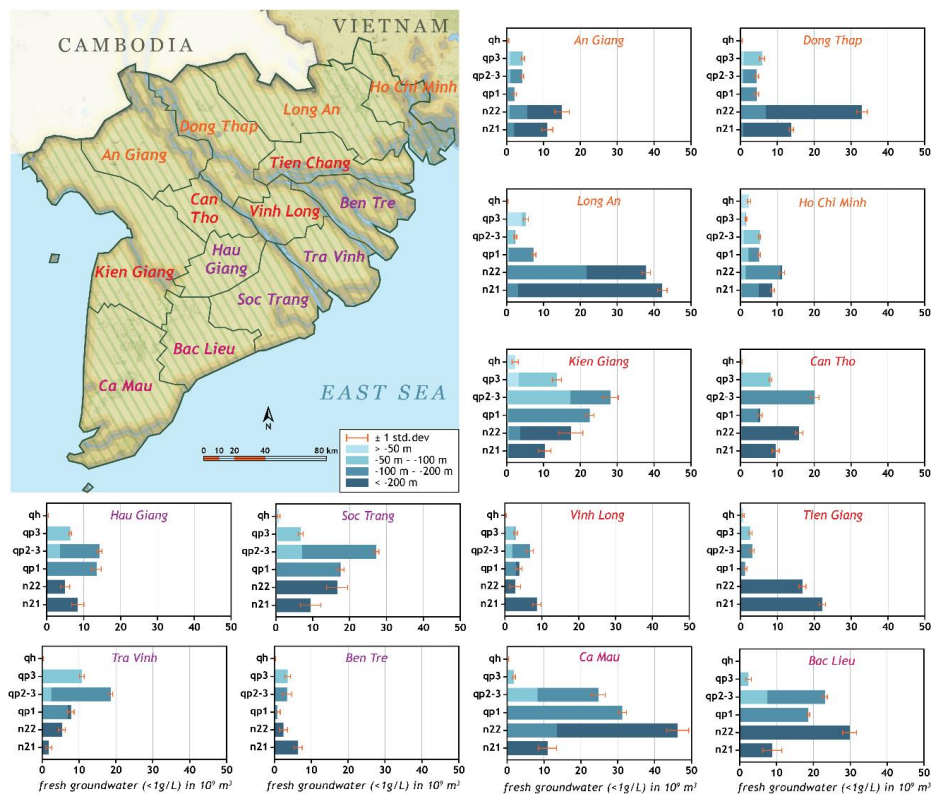 CAMBODIA
VIETNAM
Ho Chi Minh
Long An
Dong Thap
An Giang
Tien Chang
Can
Tho
Vinh Long
Ben Tre
Hau
Giang
Tra Vinh
Kien Giang
Soc Trang
Bac Lieu
Ca Mau
EAST SEA
N
0 10 20 40 80 km
± 1 std.dev
> -50 m
-50 m - -100 m
-100 m - -200 m
< -200 m
An Giang
qh
qp3
qp2-3
qp1
n22
n21
0 10 20 30 40 50
Dong Thap
qh
qp3
qp2-3
qp1
n22
n21
0 10 20 30 40 50
Long An
qh
qp3
qp2-3
qp1
n22
n21
0 10 20 30 40 50
Ho Chi Minh
qh
qp3
qp2-3
qp1
n22
n21
0 10 20 30 40 50
Kien Giang
qh
qp3
qp2-3
qp1
n22
n21
0 10 20 30 40 50
Can Tho
qh
qp3
qp2-3
qp1
n22
n21
0 10 20 30 40 50
Hau Giang
qh
qp3
qp2-3
qp1
n22
n21
0 10 20 30 40 50
Soc Trang
qh
qp3
qp2-3
qp1
n22
n21
0 10 20 30 40 50
Vinh Long
qh
qp3
qp2-3
qp1
n22
n21
0 10 20 30 40 50
Tien Giang
qh
qp3
qp2-3
qp1
n22
n21
0 10 20 30 40 50
Tra Vinh
qh
qp3
qp2-3
qp1
n22
n21
0 10 20 30 40 50
fresh groundwater (<1g/L) in 10⁹ m³
Ben Tre
qh
qp3
qp2-3
qp1
n22
n21
0 10 20 30 40 50
fresh groundwater (<1g/L) in 10⁹ m³
Ca Mau
qh
qp3
qp2-3
qp1
n22
n21
0 10 20 30 40 50
fresh groundwater (<1g/L) in 10⁹ m³
Bac Lieu
qh
qp3
qp2-3
qp1
n22
n21
0 10 20 30 40 50
fresh groundwater (<1g/L) in 10⁹ m³